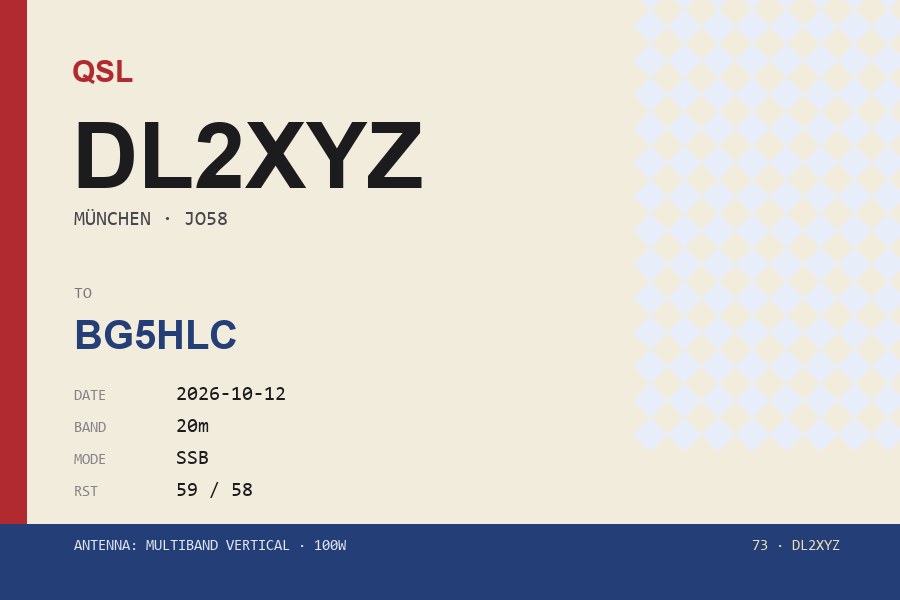 QSL
DL2XYZ
MÜNCHEN · JO58
TO
BG5HLC
DATE 2026-10-12
BAND 20m
MODE SSB
RST 59 / 58
ANTENNA: MULTIBAND VERTICAL · 100W 73 · DL2XYZ